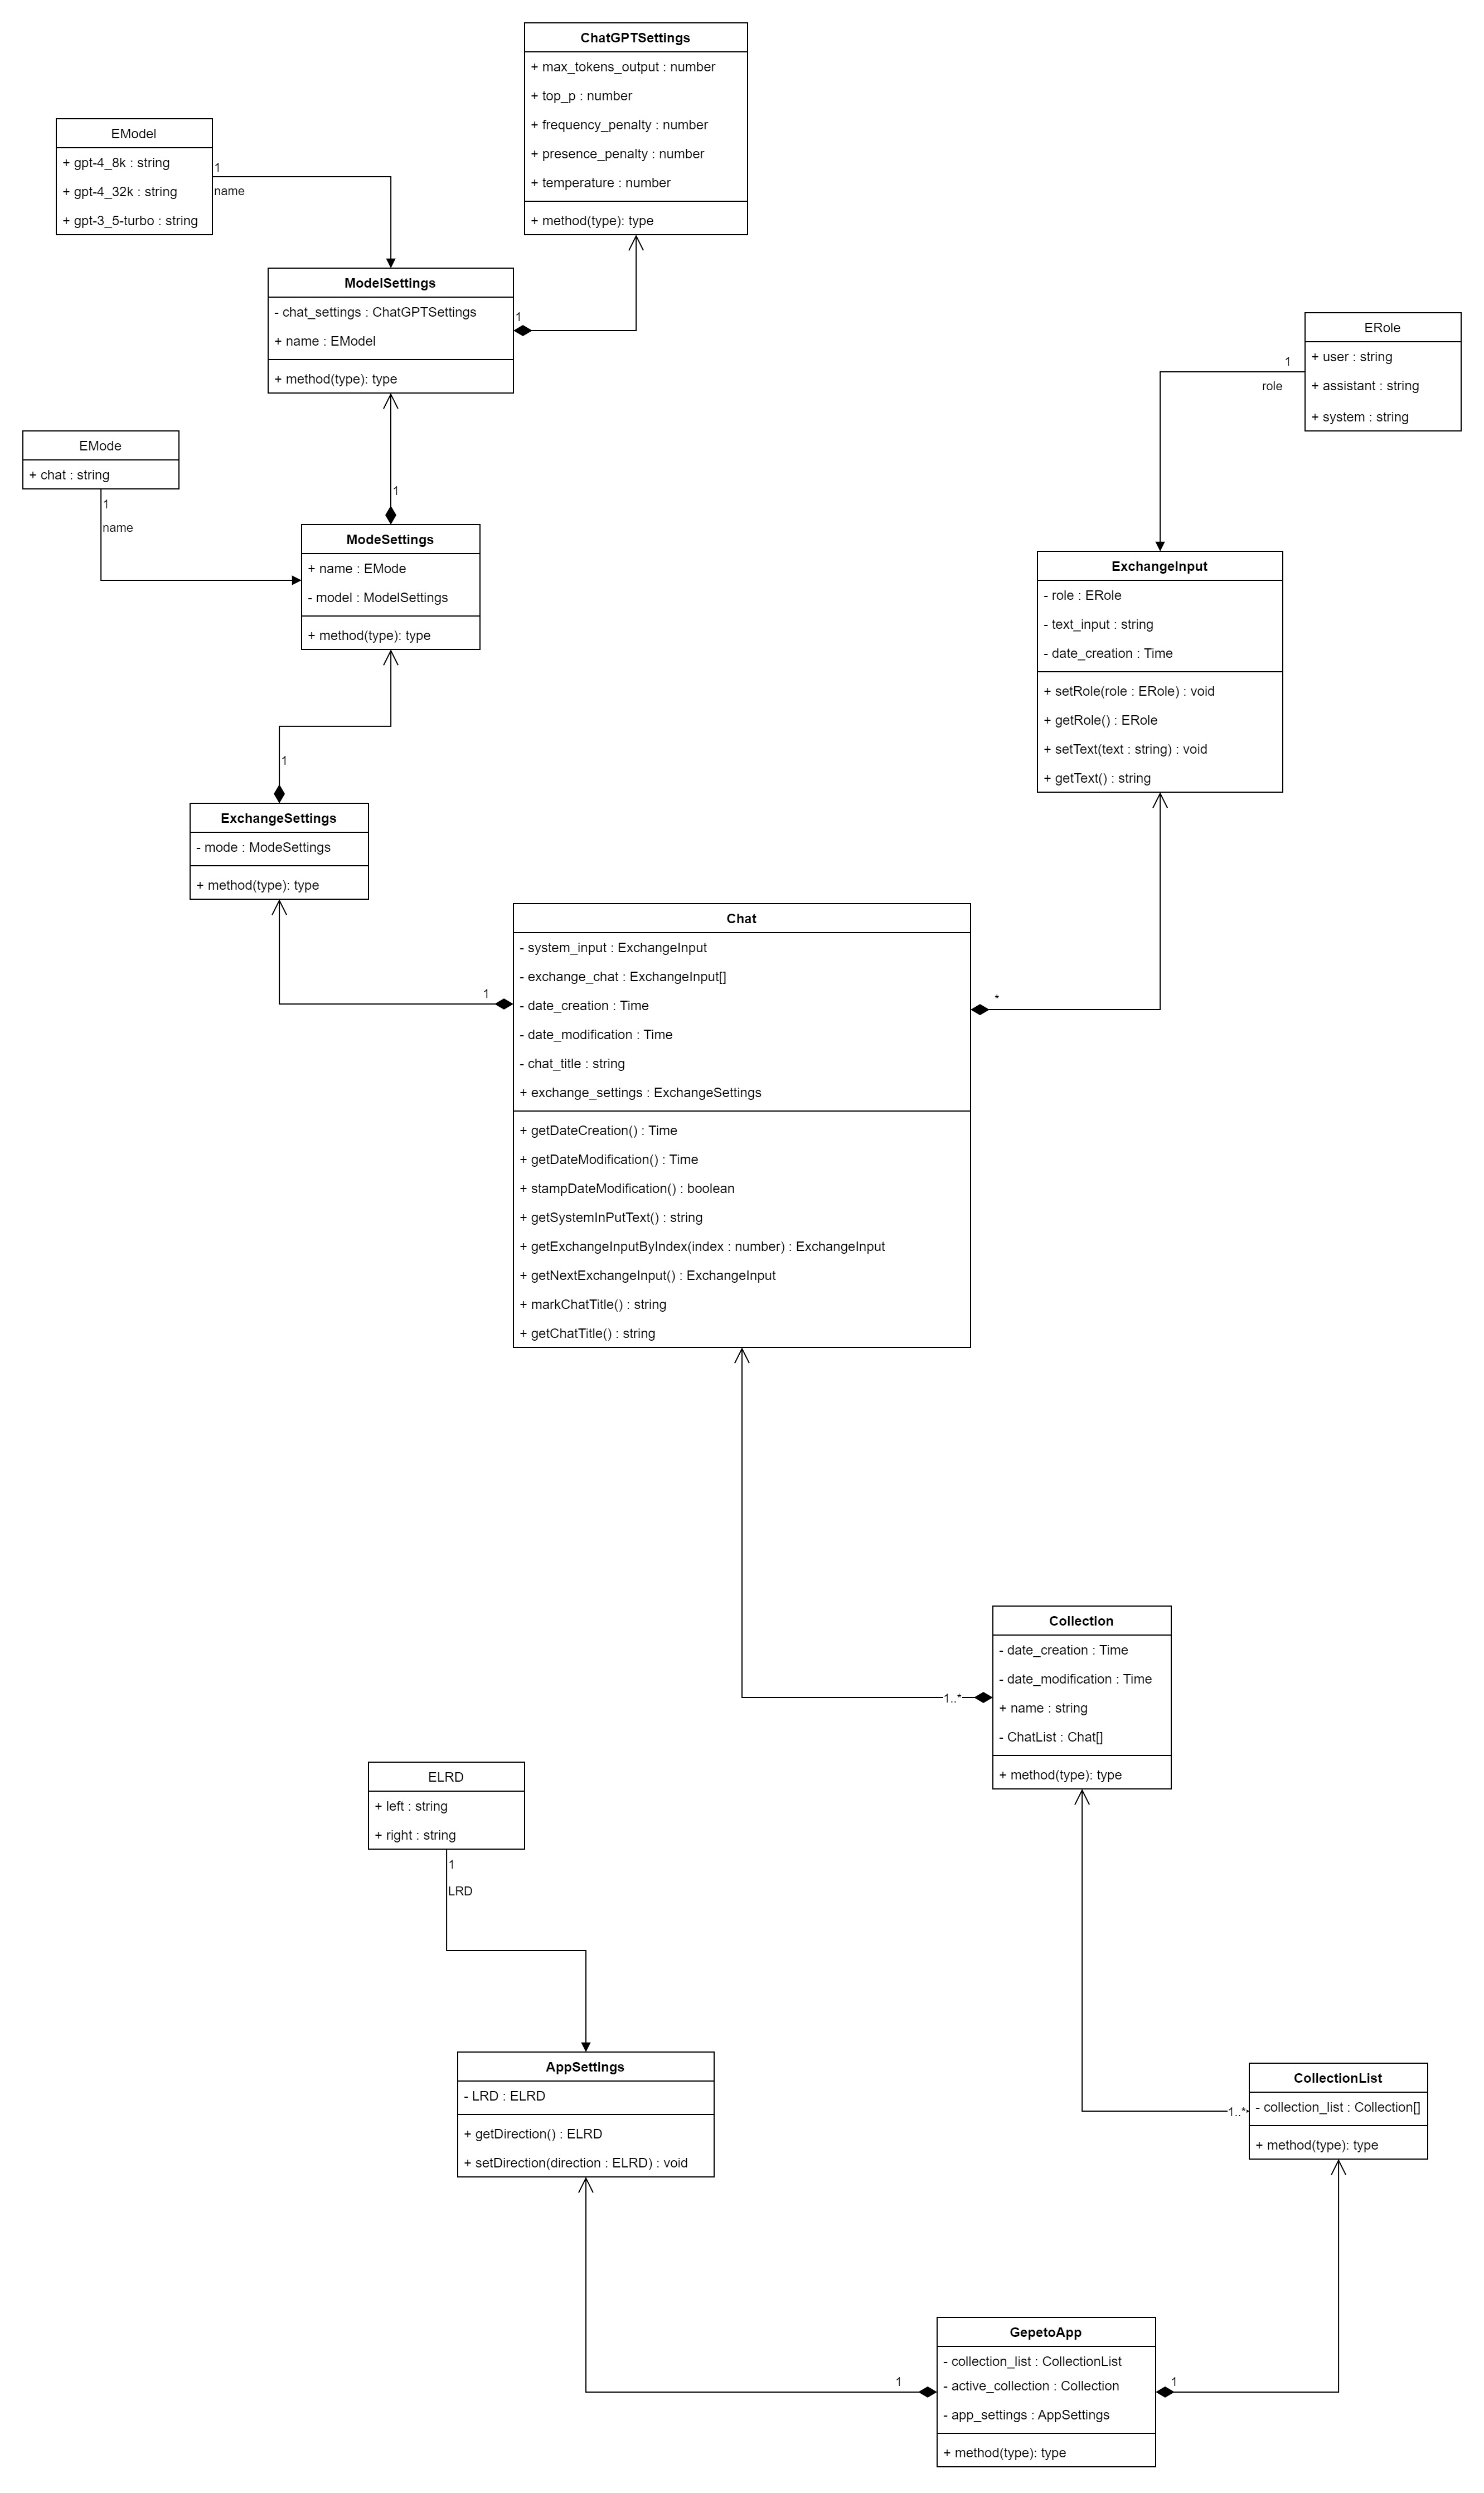 ChatGPTSettings
+ max_tokens_output : number
+ top_p : number
+ frequency_penalty : number
+ presence_penalty : number
+ temperature : number
+ method(type): type
EModel
+ gpt-4_8k : string
+ gpt-4_32k : string
+ gpt-3_5-turbo : string
1
name
ModelSettings
- chat_settings : ChatGPTSettings
+ name : EModel
+ method(type): type
1
ERole
+ user : string
+ assistant : string
+ system : string
1
role
EMode
+ chat : string
1
name
1
ModeSettings
+ name : EMode
- model : ModelSettings
+ method(type): type
ExchangeInput
- role : ERole
- text_input : string
- date_creation : Time
+ setRole(role : ERole) : void
+ getRole() : ERole
+ setText(text : string) : void
+ getText() : string
1
ExchangeSettings
- mode : ModeSettings
+ method(type): type
1
Chat
- system_input : ExchangeInput
- exchange_chat : ExchangeInput[]
- date_creation : Time
- date_modification : Time
- chat_title : string
+ exchange_settings : ExchangeSettings
+ getDateCreation() : Time
+ getDateModification() : Time
+ stampDateModification() : boolean
+ getSystemInPutText() : string
+ getExchangeInputByIndex(index : number) : ExchangeInput
+ getNextExchangeInput() : ExchangeInput
+ markChatTitle() : string
+ getChatTitle() : string
*
Collection
- date_creation : Time
- date_modification : Time
+ name : string
- ChatList : Chat[]
+ method(type): type
1..*
ELRD
+ left : string
+ right : string
1
LRD
AppSettings
- LRD : ELRD
+ getDirection() : ELRD
+ setDirection(direction : ELRD) : void
CollectionList
- collection_list : Collection[]
+ method(type): type
1..*
GepetoApp
- collection_list : CollectionList
- active_collection : Collection
- app_settings : AppSettings
+ method(type): type
1
1